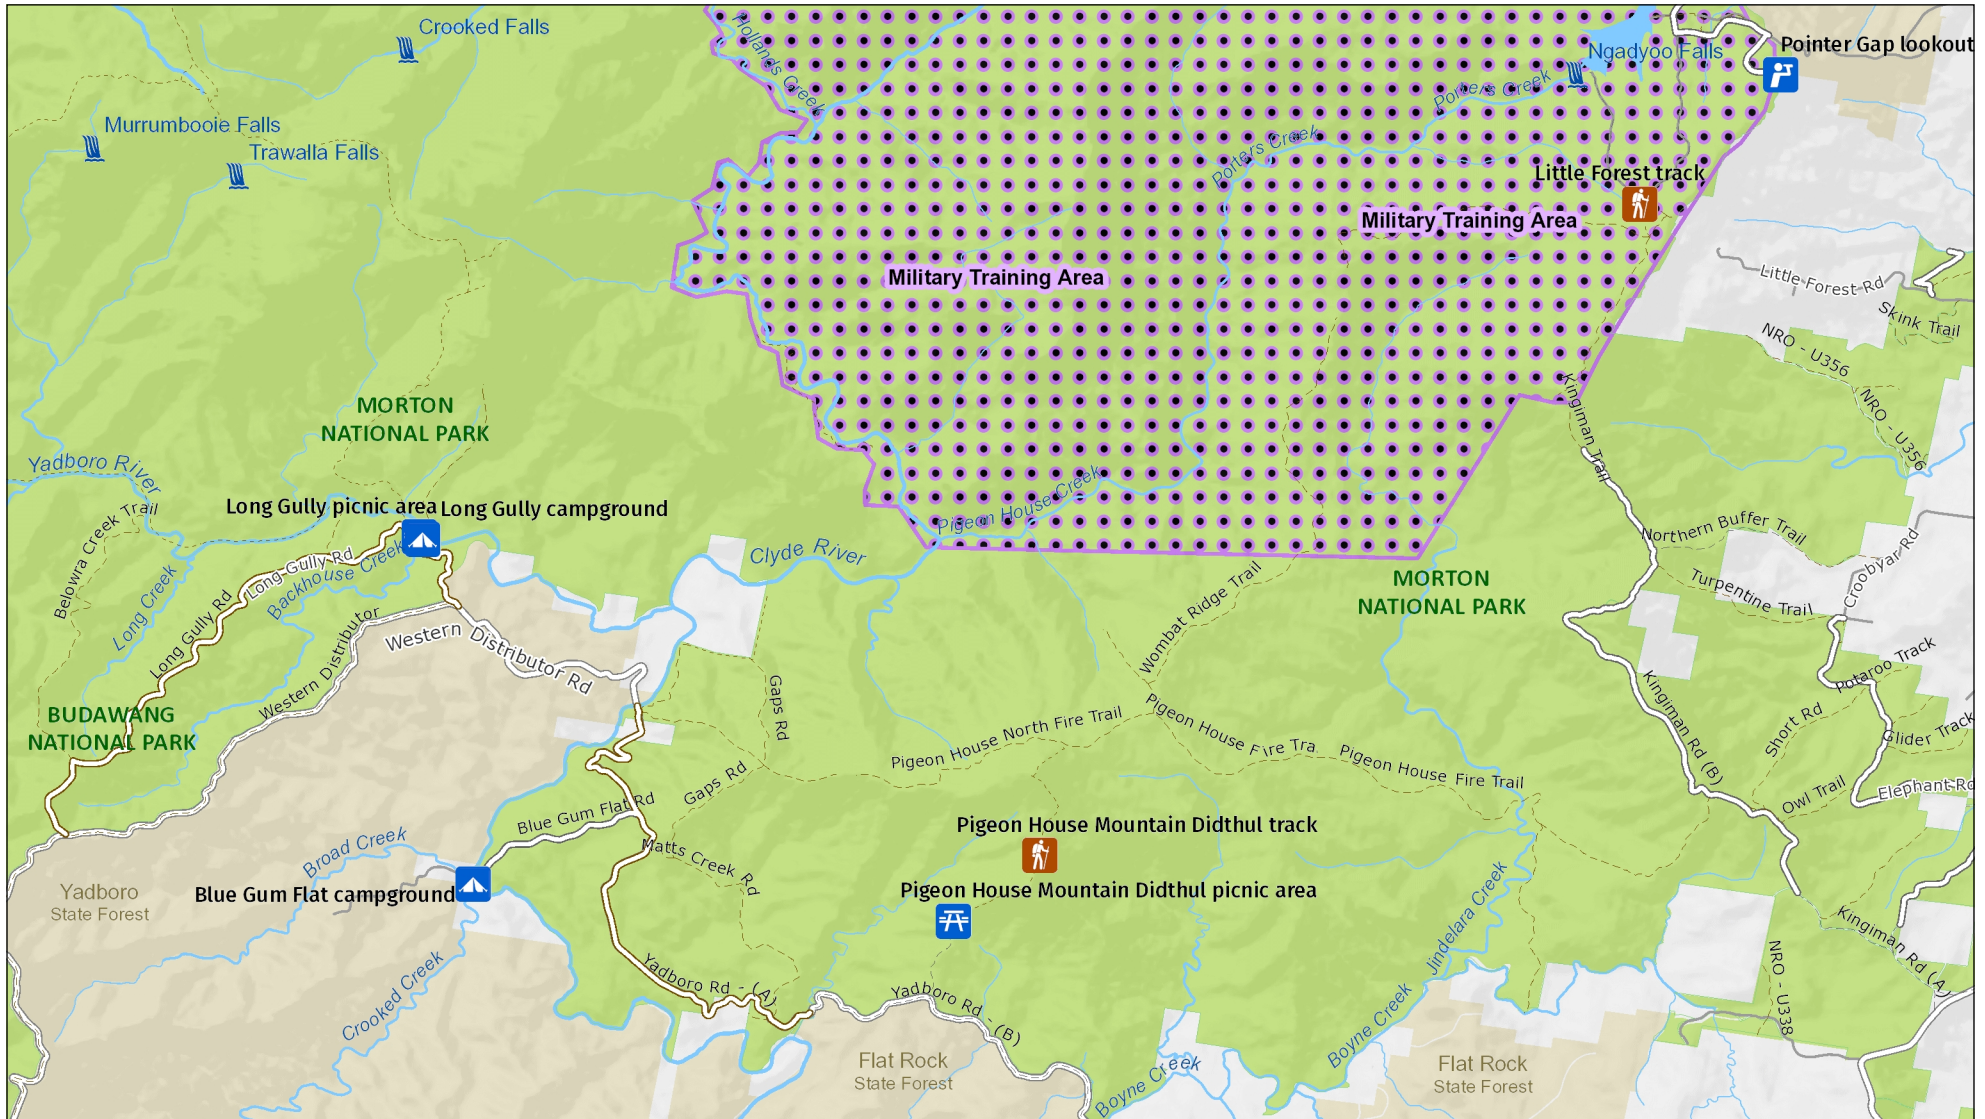 Crooked Falls
Hollands Creek
Ngadyoo Falls
Pointer Gap lookout
Porters Creek
Murrumbooie Falls
Trawalla Falls
Porters Creek
Little Forest track
Military Training Area
Military Training Area
Little Forest Rd
Skink Trail
NRO - U356
NRO - U356
Kingiman Trail
MORTON
NATIONAL PARK
Yadboro River
Belowra Creek Trail
Long Gully picnic area
Long Gully campground
Pigeon House Creek
Clyde River
Northern Buffer Trail
Croobyar Rd
Turpentine Trail
MORTON
NATIONAL PARK
Long Gully Rd
Backhouse Creek
Long Creek
Long Gully Rd
Western Distributor
Western Distributor Rd
Wombat Ridge Trail
Potaroo Track
Gaps Rd
BUDAWANG
NATIONAL PARK
Pigeon House North Fire Trail
Pigeon House Fire Tra
Pigeon House Fire Trail
Kingiman Rd (B)
Short Rd
Glider Track
Gaps Rd
Blue Gum Flat Rd
Owl Trail
Elephant Rd
Broad Creek
Matts Creek Rd
Pigeon House Mountain Didthul track
Pigeon House Mountain Didthul picnic area
Yadboro
State Forest
Blue Gum Flat campground
Jindelara Creek
Kingiman Rd (A)
NRO - U338
Crooked Creek
Yadboro Rd - (A)
Yadboro Rd - (B)
Boyne Creek
Flat Rock
State Forest
Boyne Creek
Flat Rock
State Forest